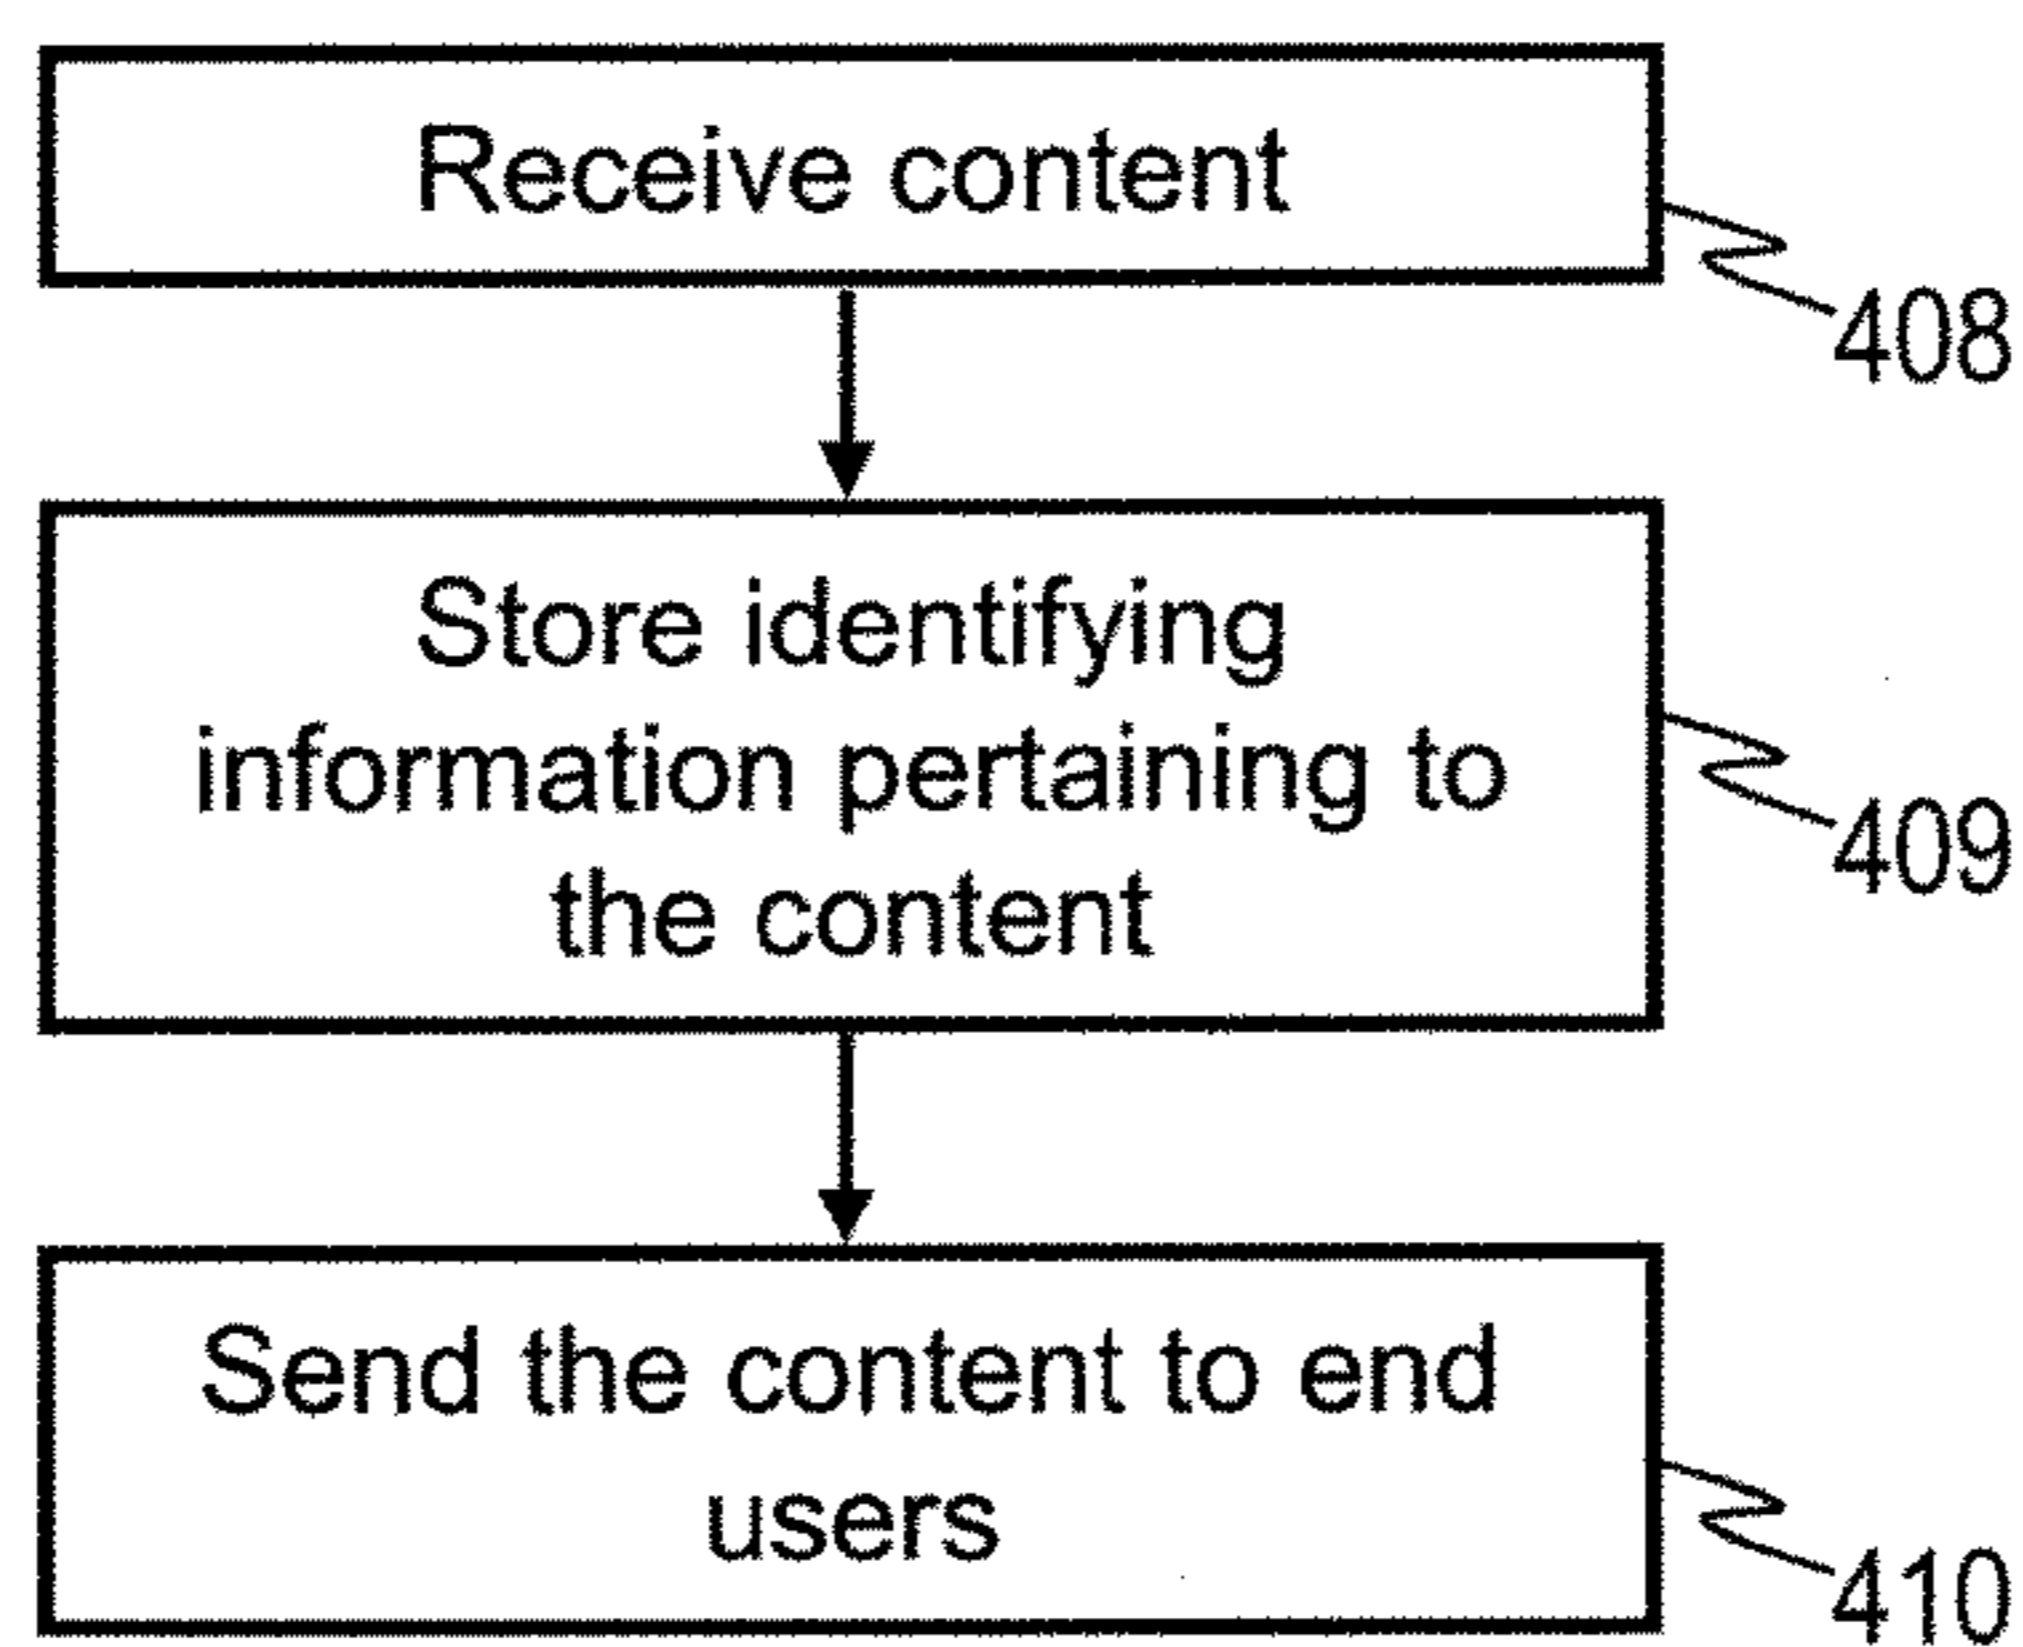 Receive content
408
Store identifying
information pertaining to
the content
409
Send the content to end
users
410